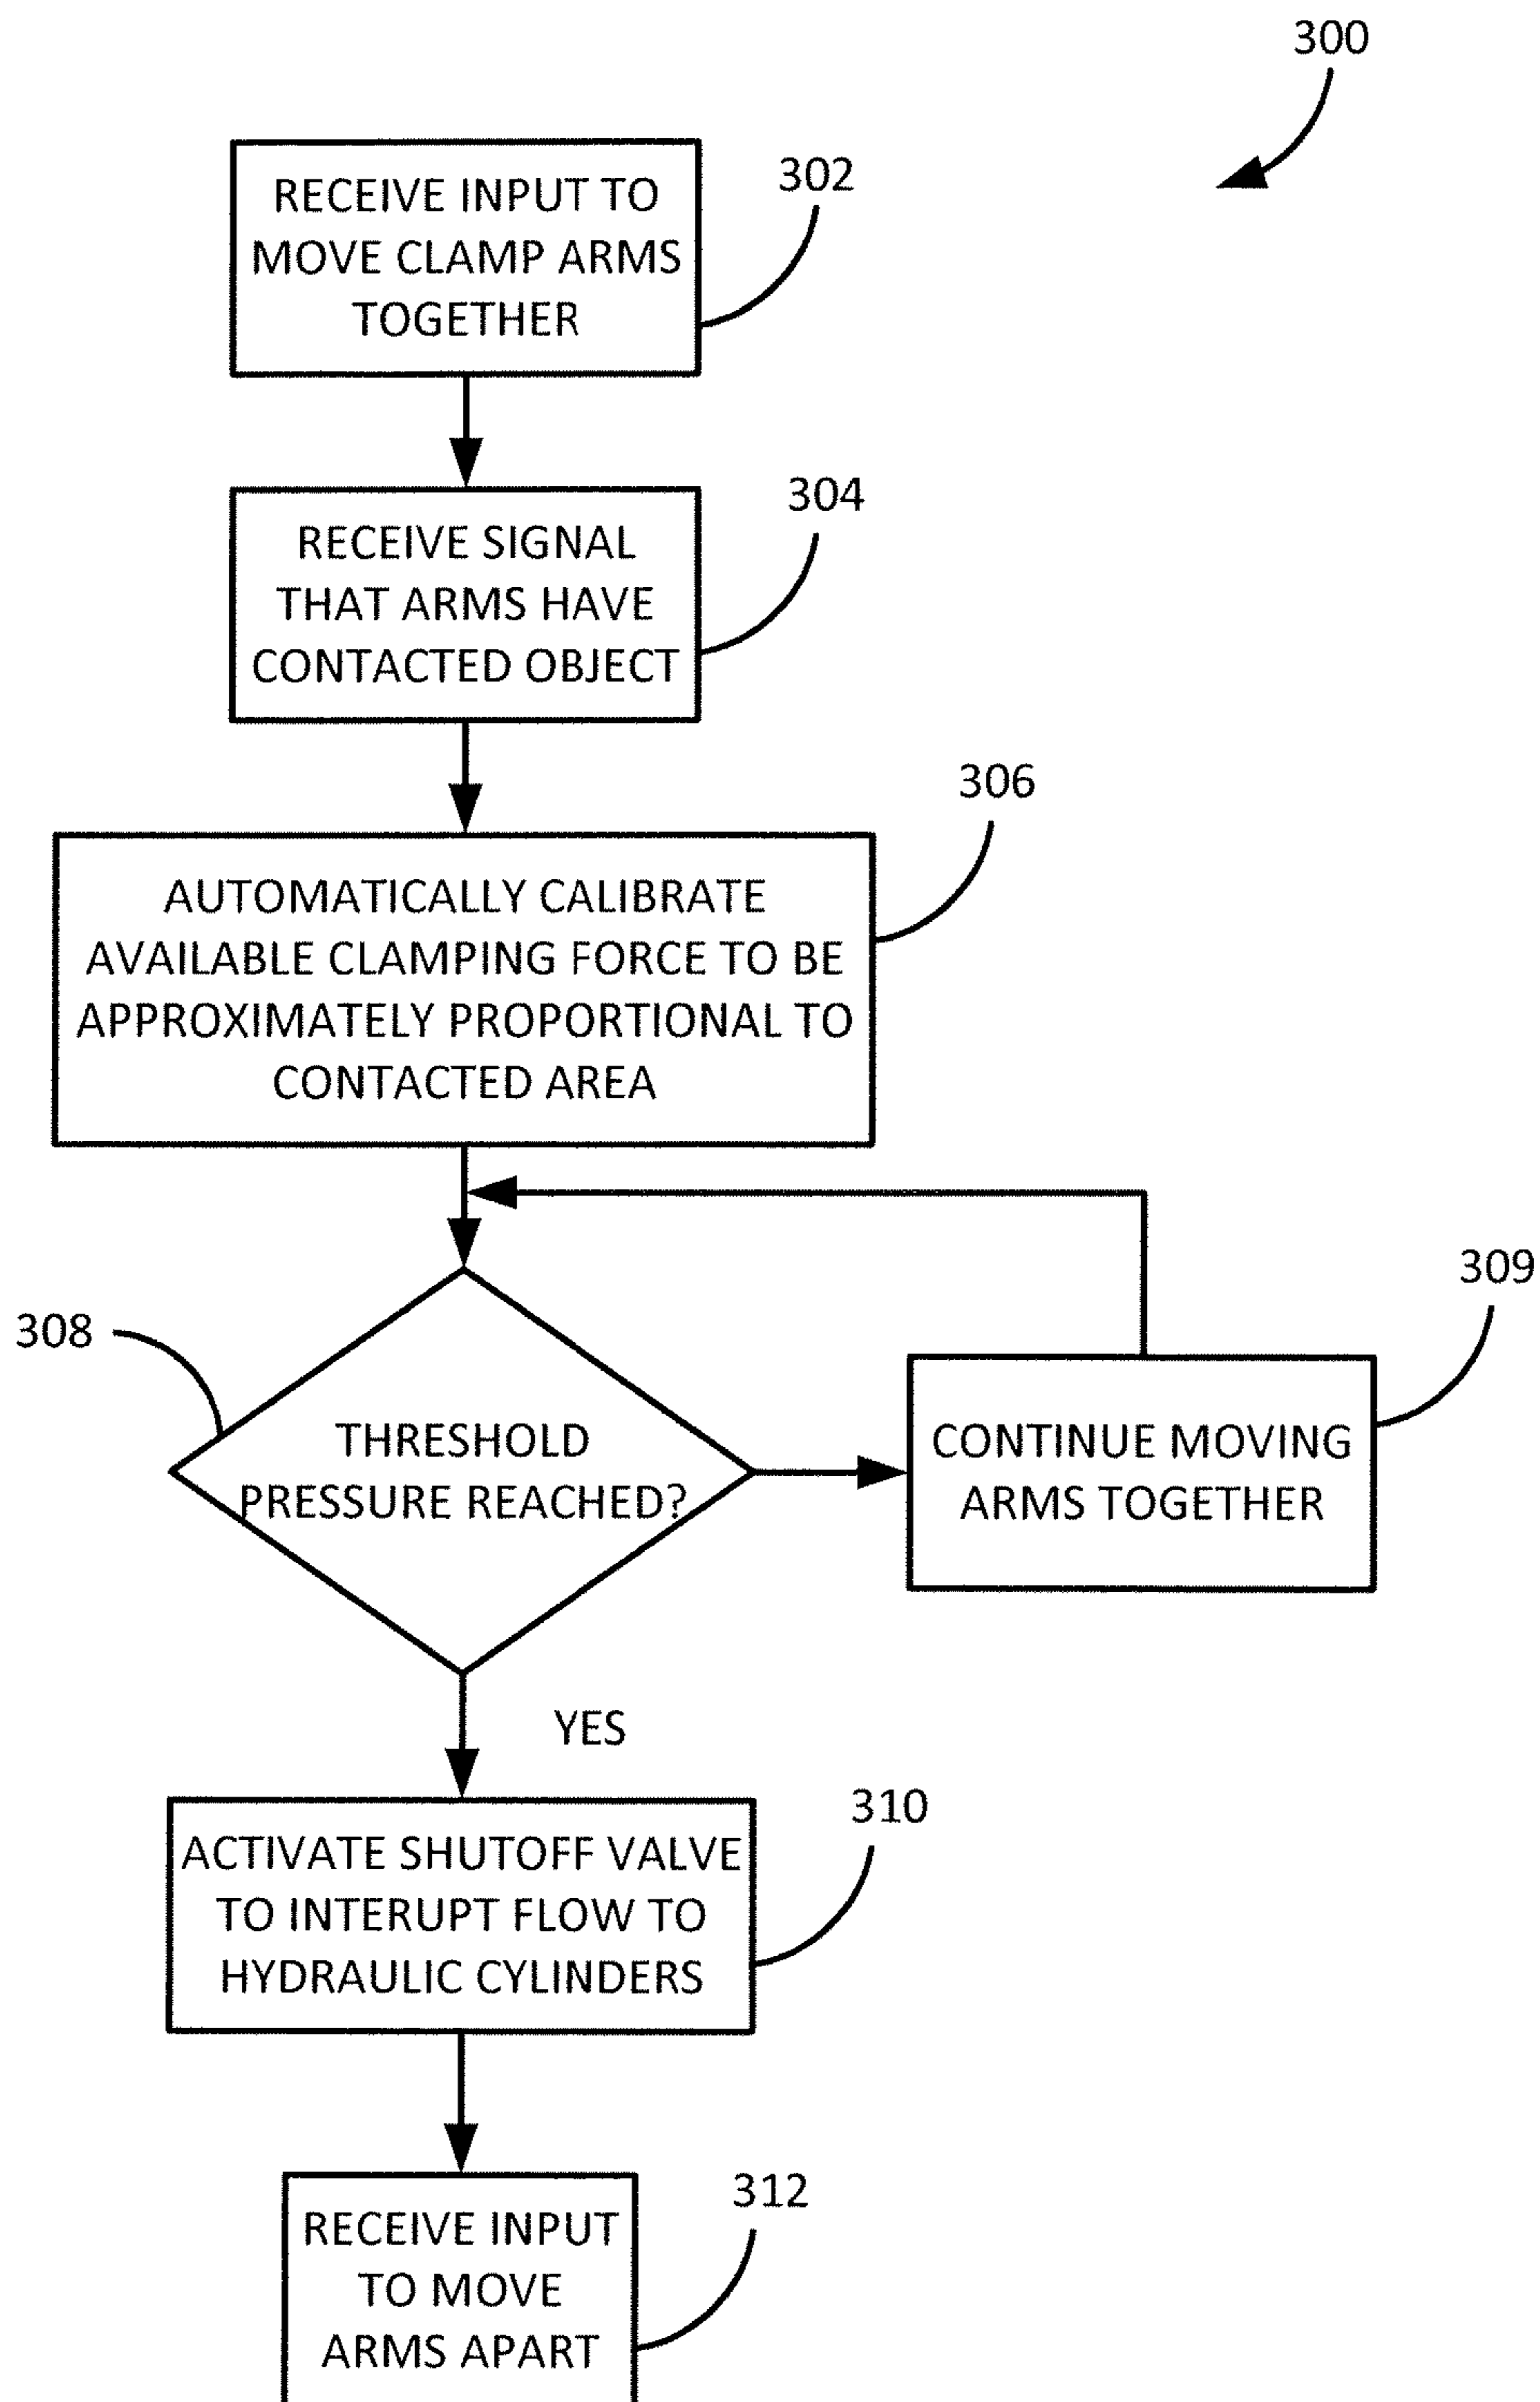 300
RECEIVE INPUT TO
MOVE CLAMP ARMS
TOGETHER
302
RECEIVE SIGNAL
THAT ARMS HAVE
CONTACTED OBJECT
304
AUTOMATICALLY CALIBRATE
AVAILABLE CLAMPING FORCE TO BE
APPROXIMATELY PROPORTIONAL TO
CONTACTED AREA
306
308
THRESHOLD
PRESSURE REACHED?
309
CONTINUE MOVING
ARMS TOGETHER
YES
ACTIVATE SHUTOFF VALVE
TO INTERUPT FLOW TO
HYDRAULIC CYLINDERS
310
RECEIVE INPUT
TO MOVE
ARMS APART
312